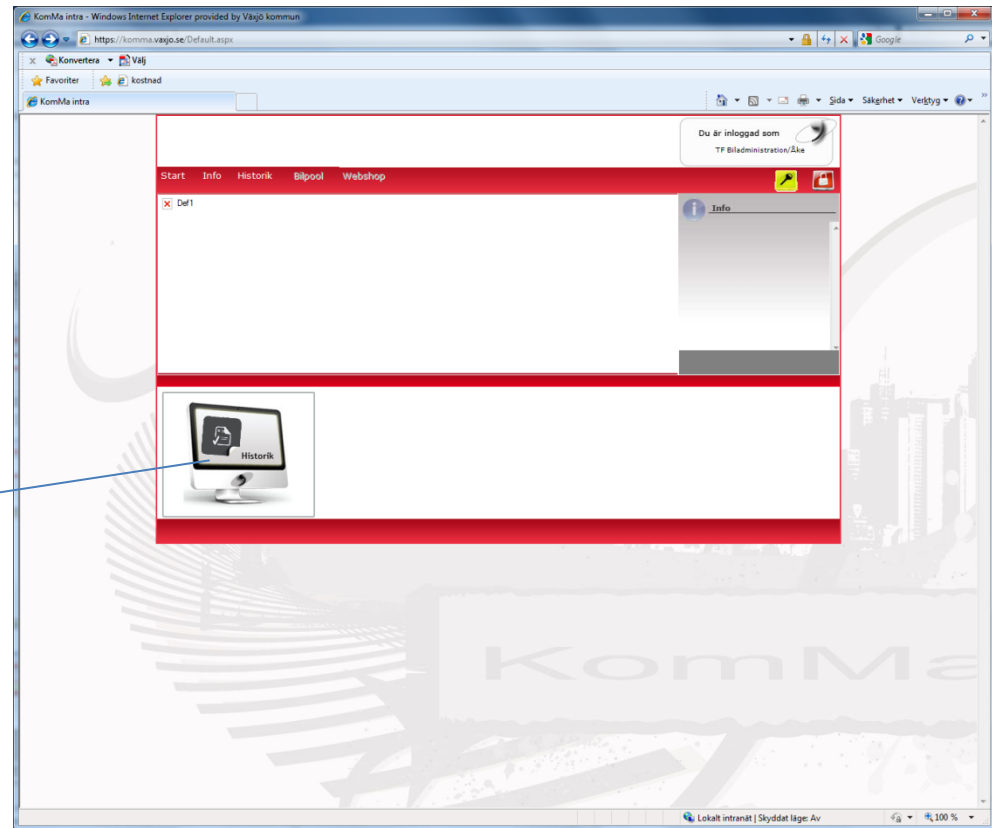 KomMa intra - Windows Internet Explorer provided by Växjö kommun
https://komma.vaxjo.se/Default.aspx
Google
x Konvertera Välj
Favoriter kostnad
KomMa intra
Sida Säkerhet Verktyg
Du är inloggad som
TF Biladministration/Åke
Start Info Historik Bilpool Webshop
Def1
Info
Historik
KomMa
Lokalt intranät | Skyddat läge: Av
100 %